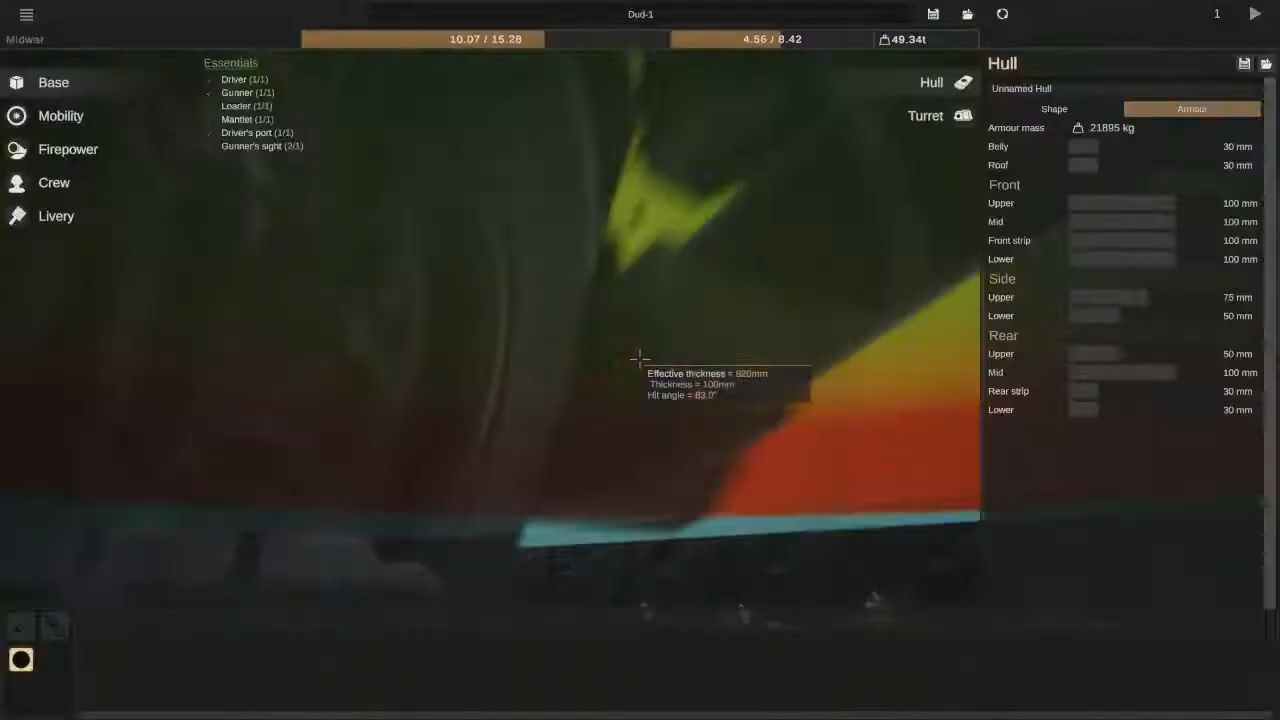 Dud-1
1
Midwar
10.07 / 15.28
4.56 / 8.42
49.34t
Base
Mobility
Firepower
Crew
Livery
Essentials
Driver (1/1)
Gunner (1/1)
Loader (1/1)
Mantlet (1/1)
Driver's port (1/1)
Gunner's sight (2/1)
Hull
Turret
Effective thickness = 820mm
Thickness = 100mm
Hit angle = 83.0°
Hull
Unnamed Hull
Shape Armour
Armour mass 21895 kg
Belly 30 mm
Roof 30 mm
Front
Upper 100 mm
Mid 100 mm
Front strip 100 mm
Lower 100 mm
Side
Upper 75 mm
Lower 50 mm
Rear
Upper 50 mm
Mid 100 mm
Rear strip 30 mm
Lower 30 mm